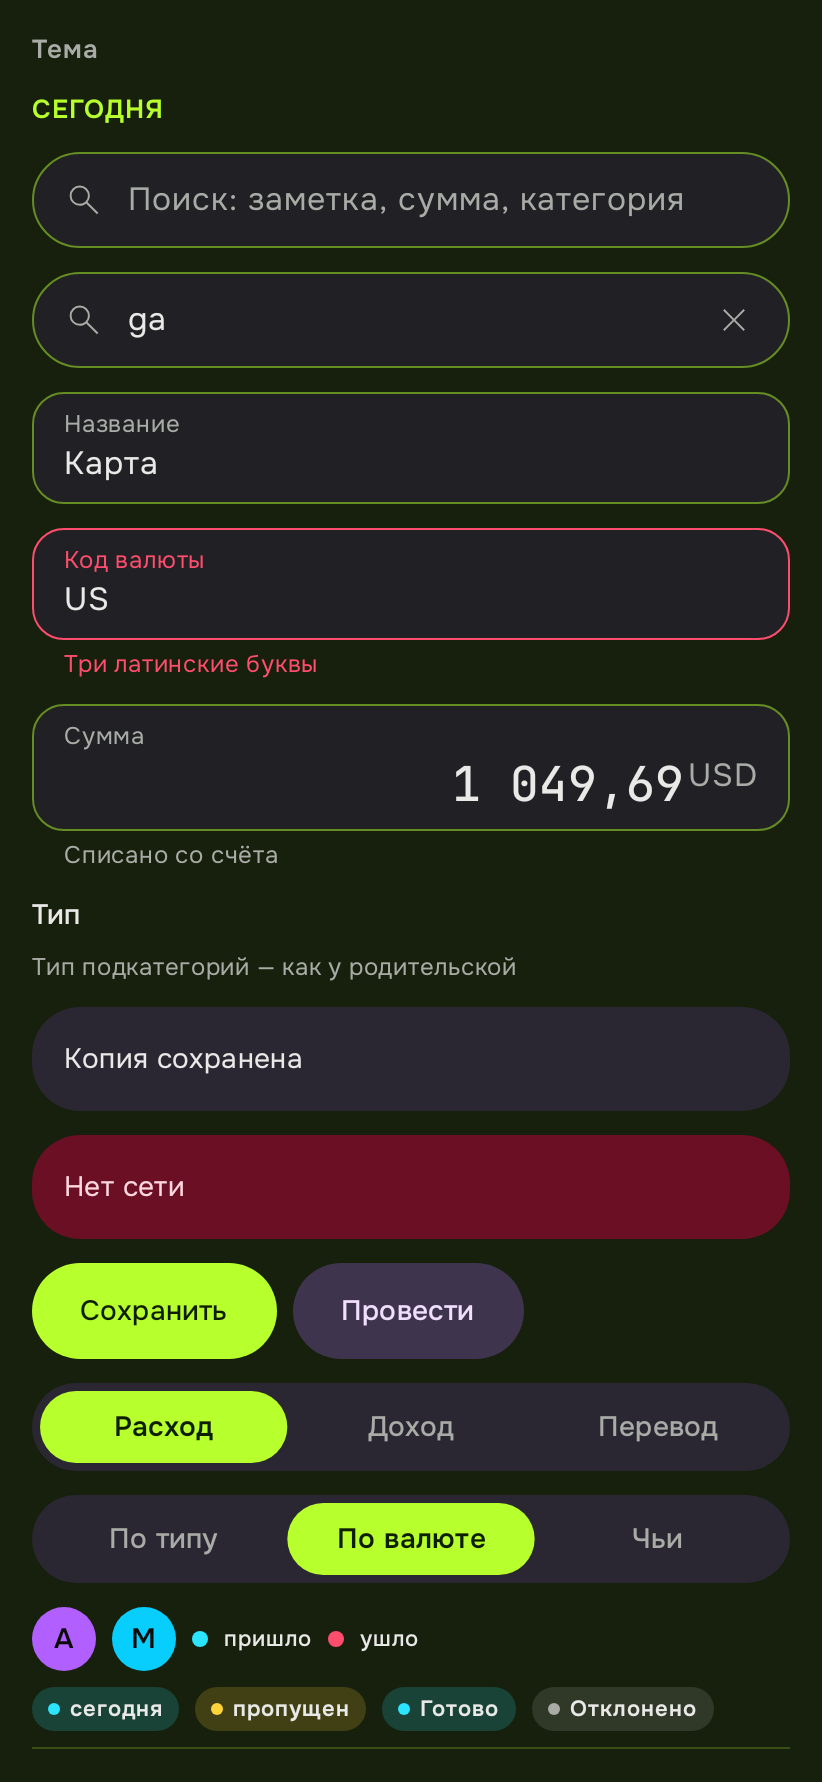 Тема
СЕГОДНЯ
Поиск: заметка, сумма, категория
ga
Название
Карта
Код валюты
US
Три латинские буквы
Сумма
1 049,69 USD
Списано со счёта
Тип
Тип подкатегорий — как у родительской
Копия сохранена
Нет сети
Сохранить Провести
Расход Доход Перевод
По типу По валюте Чьи
А М пришло ушло
сегодня пропущен Готово Отклонено